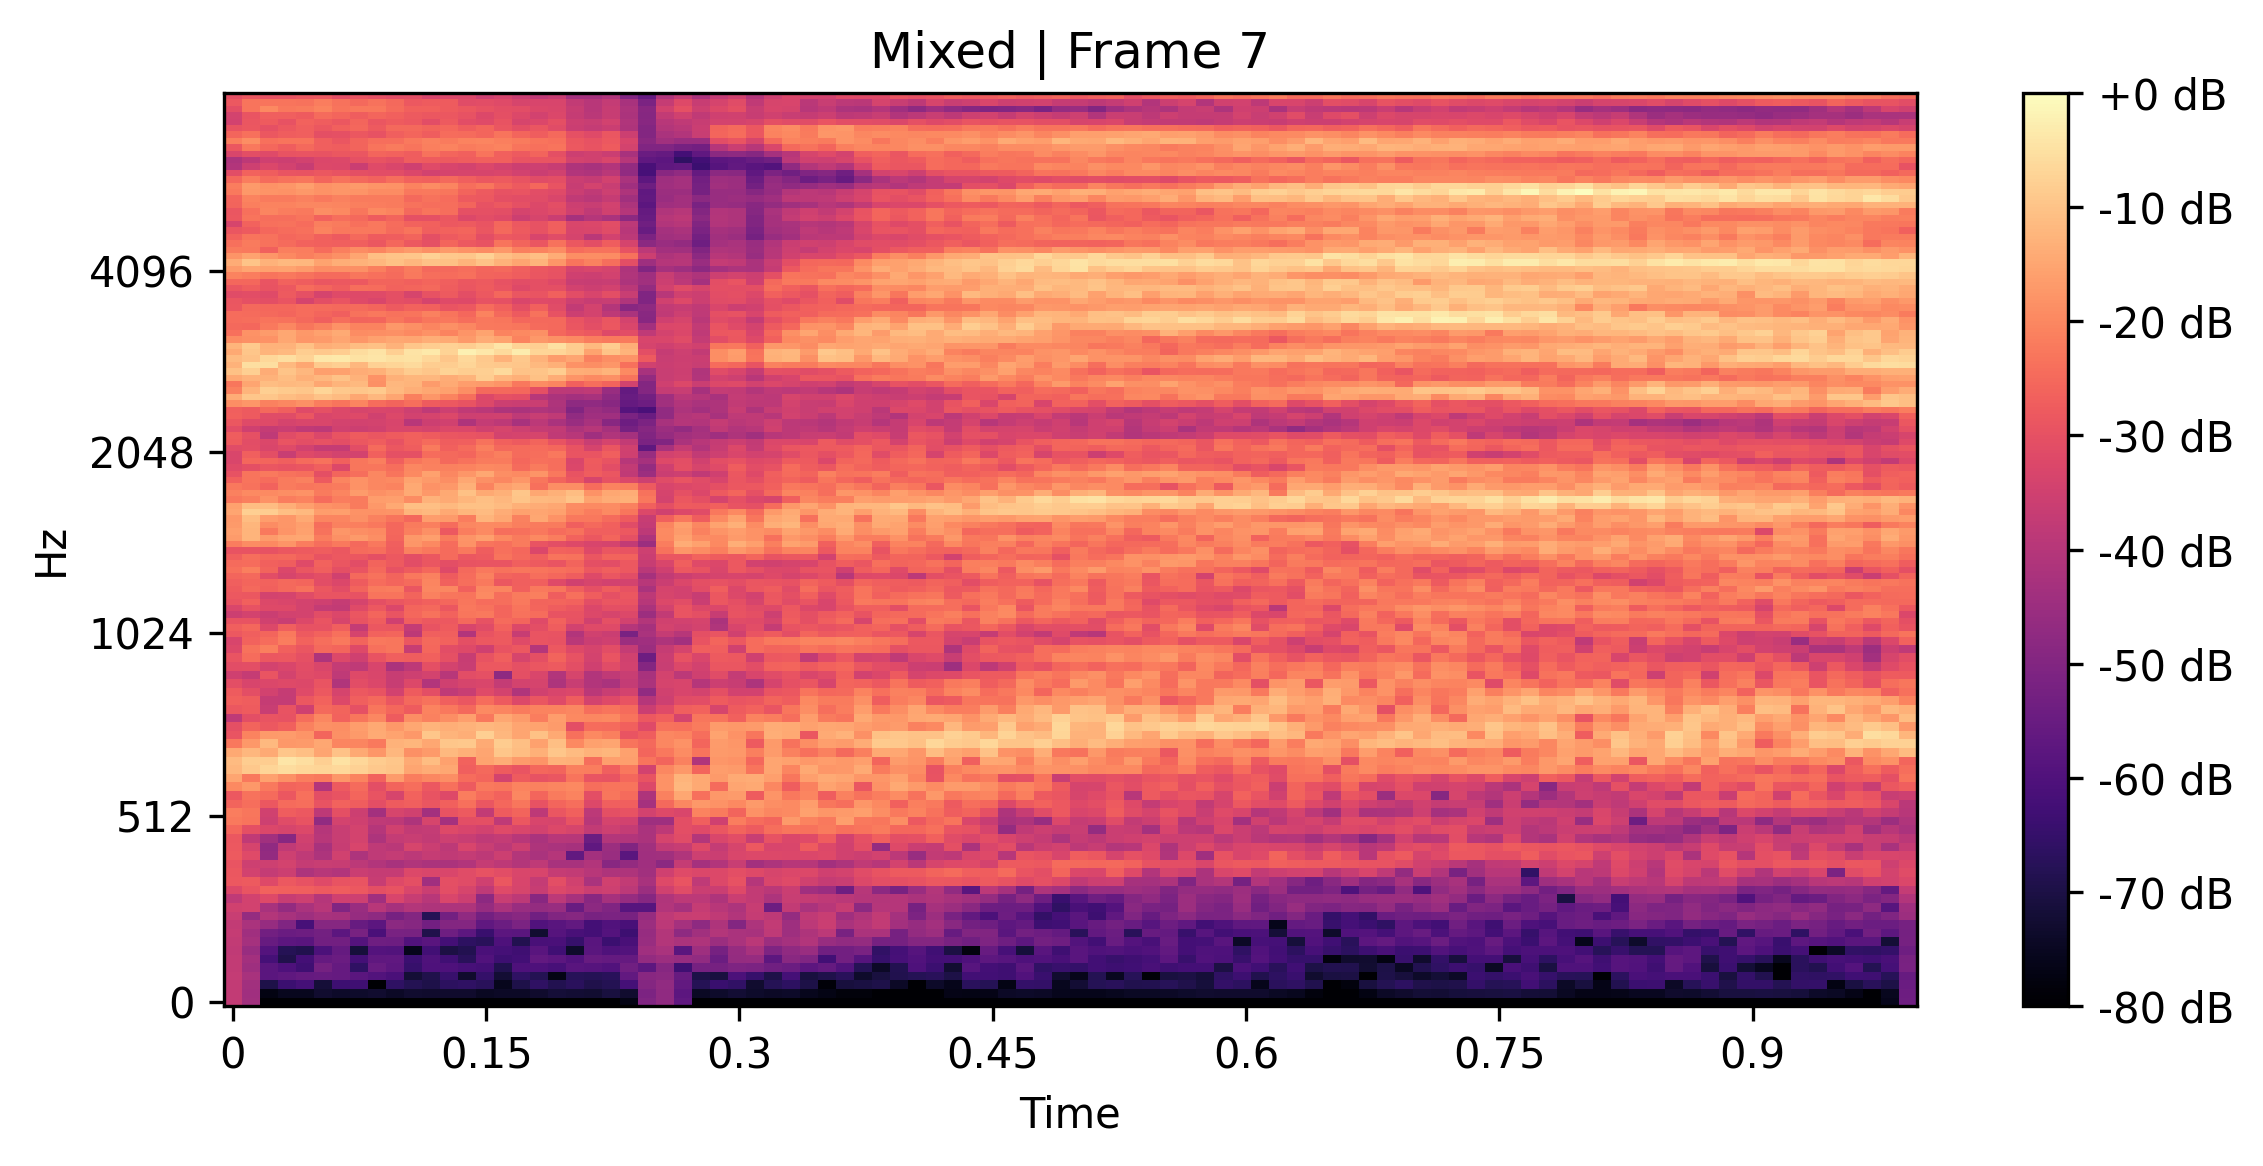 Mixed | Frame 7
+0 dB
-10 dB
-20 dB
-30 dB
-40 dB
-50 dB
-60 dB
-70 dB
-80 dB
Hz
4096
2048
1024
512
0
0 0.15 0.3 0.45 0.6 0.75 0.9
Time